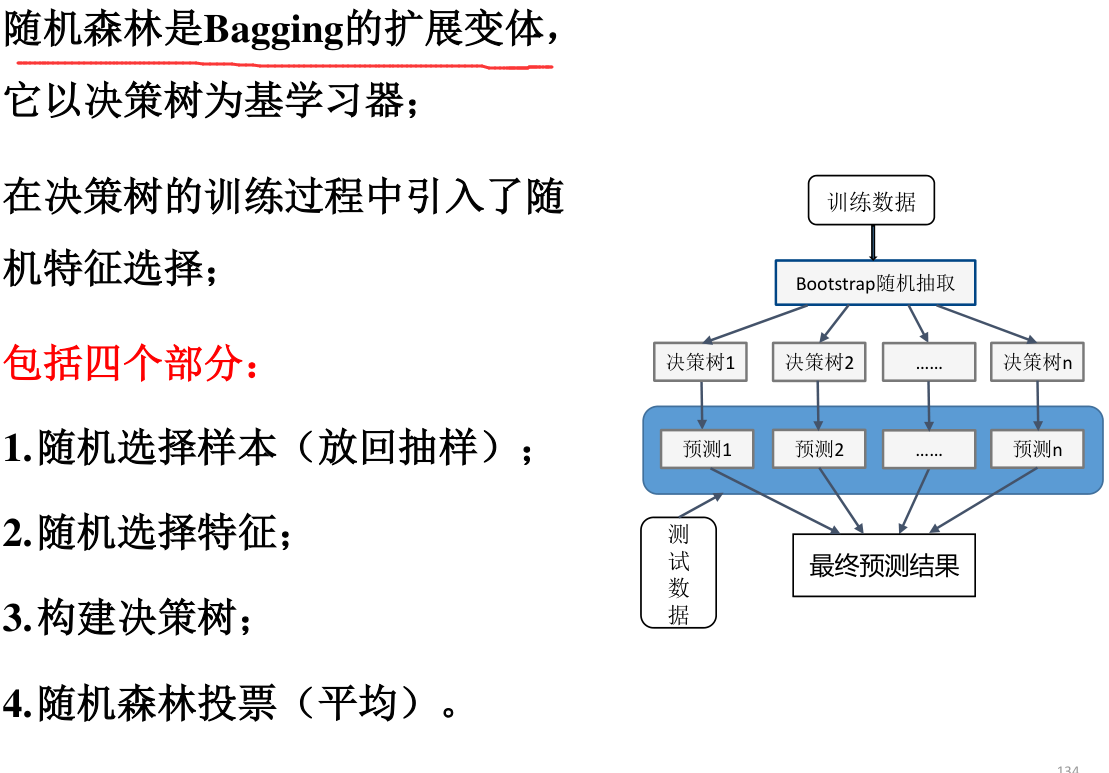 随机森林是Bagging的扩展变体，
它以决策树为基学习器；
在决策树的训练过程中引入了随
机特征选择；
包括四个部分：
1.随机选择样本（放回抽样）；
2.随机选择特征；
3.构建决策树；
4.随机森林投票（平均）。
训练数据
Bootstrap随机抽取
决策树1
决策树2
……
决策树n
预测1
预测2
……
预测n
测
试
数
据
最终预测结果
134